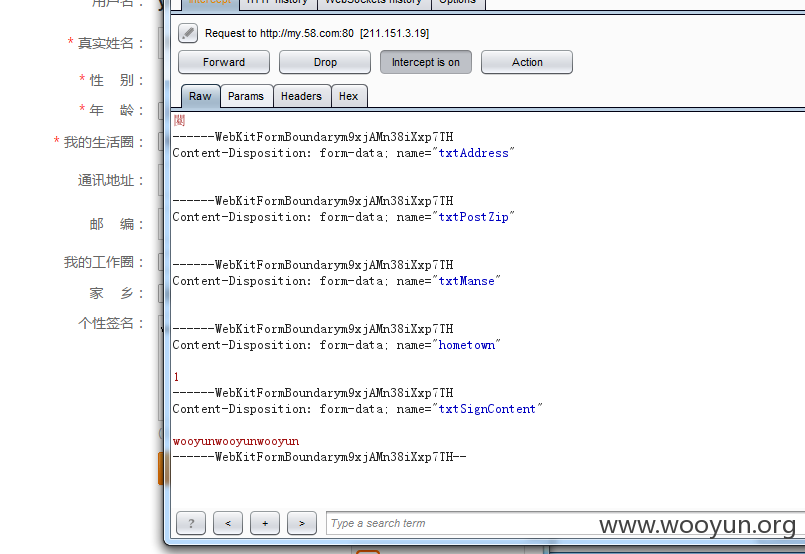 用户名：
* 真实姓名：
* 性 别：
* 年 龄：
* 我的生活圈：
通讯地址：
邮 编：
我的工作圈：
家 乡：
个性签名：
Intercept
HTTP history
WebSockets history
Options
Request to http://my.58.com:80 [211.151.3.19]
Forward
Drop
Intercept is on
Action
Raw
Params
Headers
Hex
------WebKitFormBoundarym9xjAMn38iXxp7TH
Content-Disposition: form-data; name="txtAddress"
------WebKitFormBoundarym9xjAMn38iXxp7TH
Content-Disposition: form-data; name="txtPostZip"
------WebKitFormBoundarym9xjAMn38iXxp7TH
Content-Disposition: form-data; name="txtManse"
------WebKitFormBoundarym9xjAMn38iXxp7TH
Content-Disposition: form-data; name="hometown"
1
------WebKitFormBoundarym9xjAMn38iXxp7TH
Content-Disposition: form-data; name="txtSignContent"
wooyunwooyunwooyun
------WebKitFormBoundarym9xjAMn38iXxp7TH--
?
<
+
>
Type a search term
www.wooyun.org